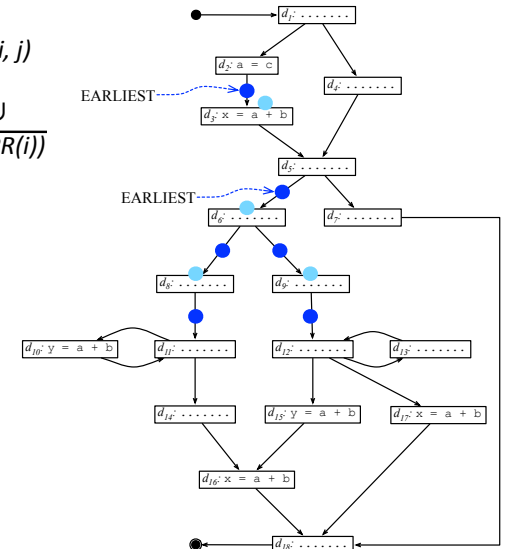 d1: .......
i, j)
d2: a = c
d4: .......
EARLIEST
d3: x = a + b
R(i))
d5: .......
EARLIEST
d6: .......
d7: .......
d8: .......
d9: .......
d10: y = a + b
d11: .......
d12: .......
d13: .......
d14: .......
d15: y = a + b
d17: x = a + b
d16: x = a + b
d18: .......